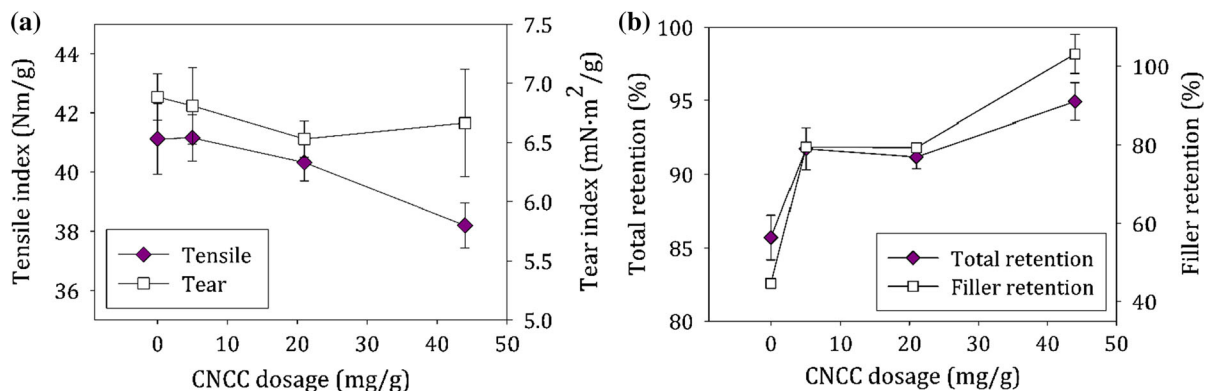 (a)
Tensile index (Nm/g)
44
42
40
38
36
Tensile
Tear
0 10 20 30 40 50
CNCC dosage (mg/g)
7.5
7.0
6.5
6.0
5.5
5.0
Tear index (mN·m²/g)
(b)
Total retention (%)
100
95
90
85
80
Total retention
Filler retention
0 10 20 30 40 50
CNCC dosage (mg/g)
100
80
60
40
Filler retention (%)